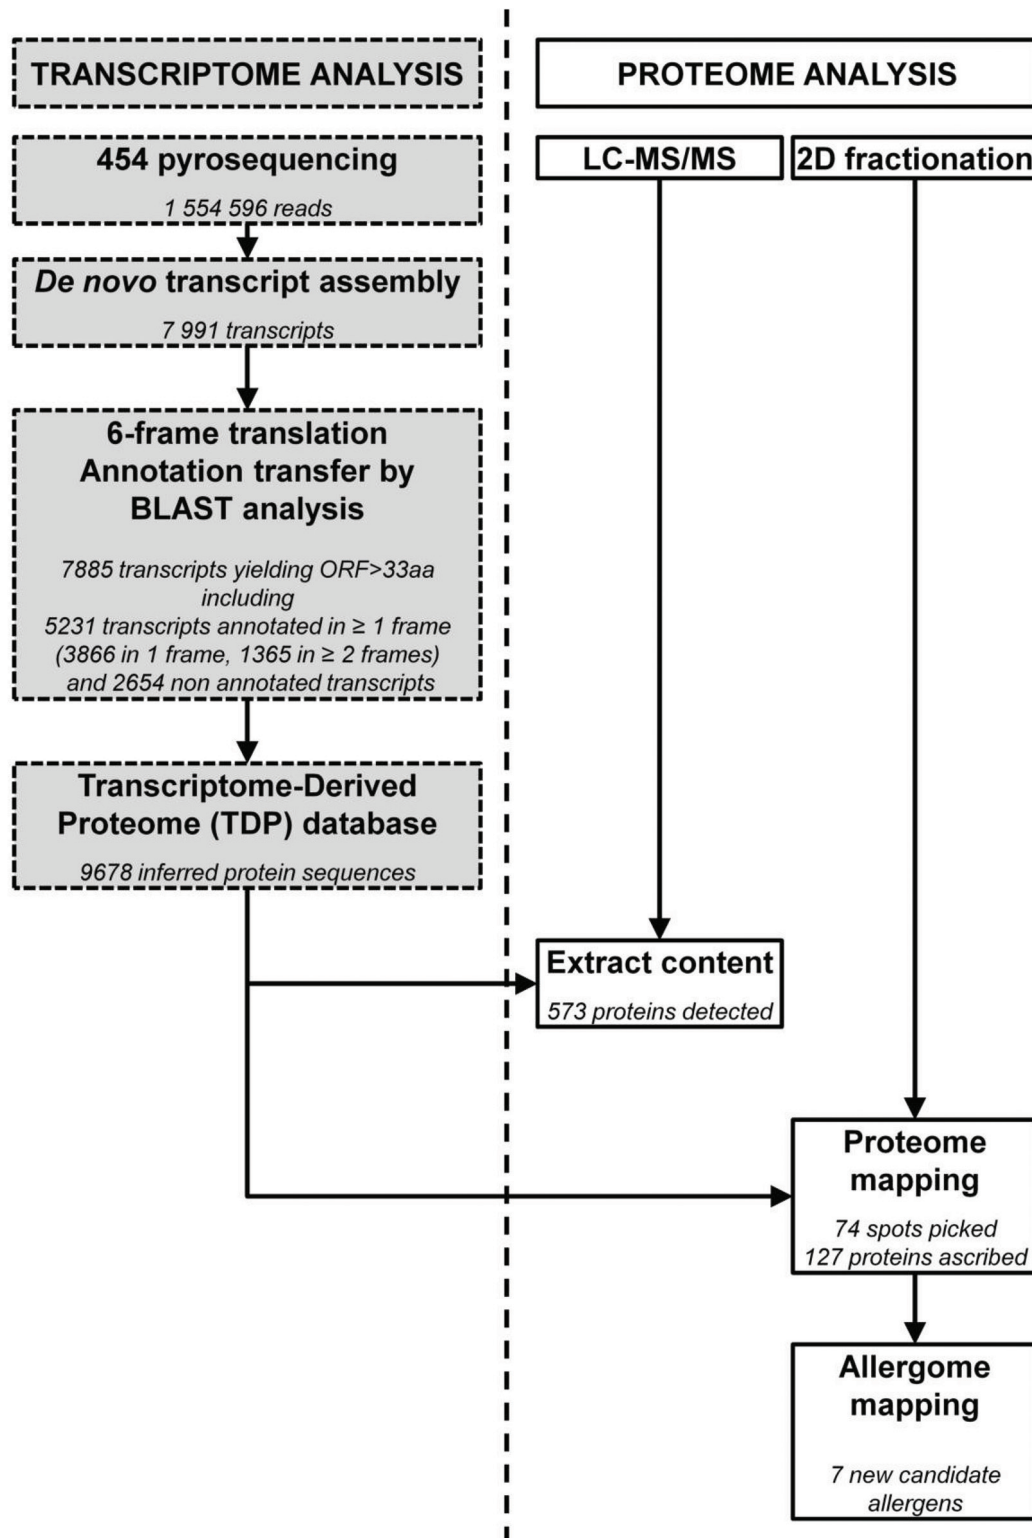 TRANSCRIPTOME ANALYSIS
454 pyrosequencing
1 554 596 reads
De novo transcript assembly
7 991 transcripts
6-frame translation
Annotation transfer by
BLAST analysis
7885 transcripts yielding ORF>33aa
including
5231 transcripts annotated in ≥ 1 frame
(3866 in 1 frame, 1365 in ≥ 2 frames)
and 2654 non annotated transcripts
Transcriptome-Derived
Proteome (TDP) database
9678 inferred protein sequences
PROTEOME ANALYSIS
LC-MS/MS
2D fractionation
Extract content
573 proteins detected
Proteome
mapping
74 spots picked
127 proteins ascribed
Allergome
mapping
7 new candidate
allergens